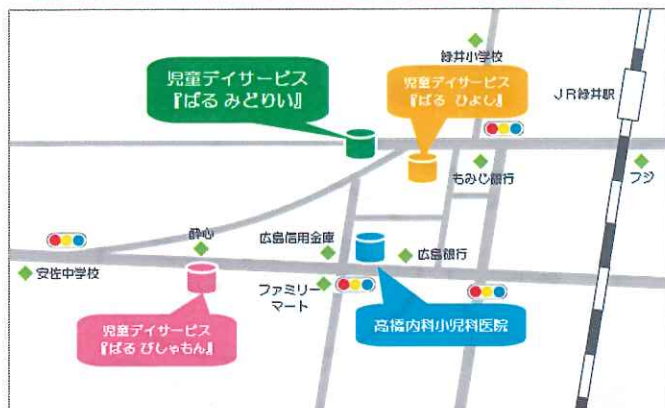 緑井小学校
児童デイサービス
『ぱる みどりい』
児童デイサービス
『ぱる ひよし』
JR緑井駅
もみじ銀行
フジ
酔心
広島信用金庫
広島銀行
安佐中学校
ファミリー
マート
児童デイサービス
『ぱる びしゃもん』
高橋内科小児科医院